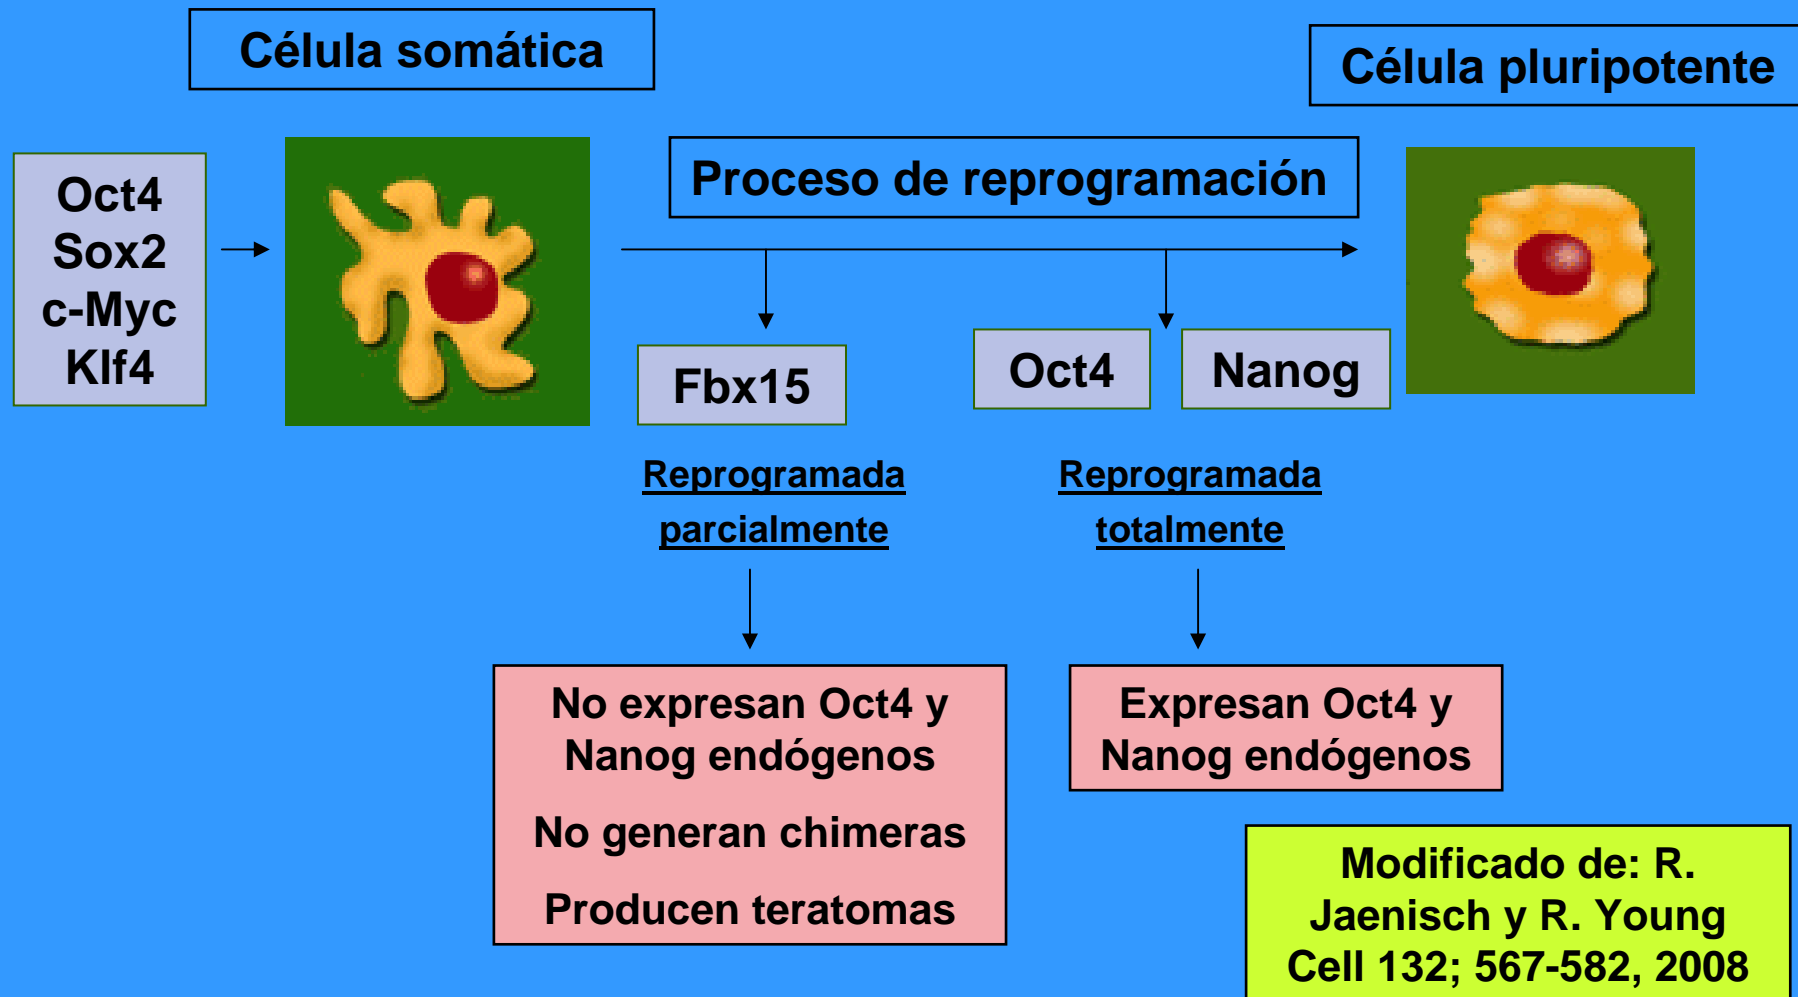 Célula somática
Célula pluripotente
Proceso de reprogramación
Oct4
Sox2
c-Myc
Klf4
Fbx15
Oct4
Nanog
Reprogramada
parcialmente
Reprogramada
totalmente
No expresan Oct4 y
Nanog endógenos
No generan chimeras
Producen teratomas
Expresan Oct4 y
Nanog endógenos
Modificado de: R.
Jaenisch y R. Young
Cell 132; 567-582, 2008